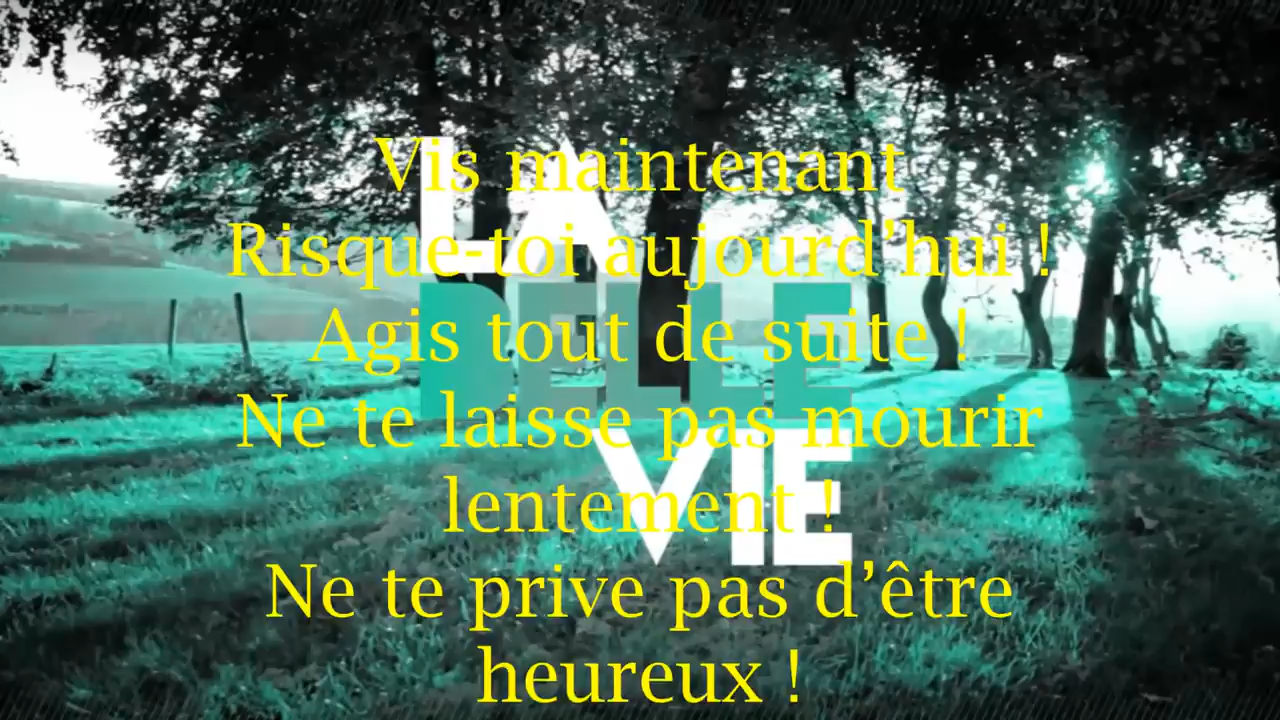 Vis maintenant
Risque-toi aujourd’hui !
Agis tout de suite !
Ne te laisse pas mourir
lentement !
Ne te prive pas d’être
heureux !
LA
BELLE
VIE